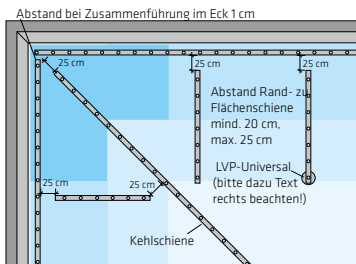 Abstand bei Zusammenführung im Eck 1 cm
25 cm
25 cm
25 cm
Abstand Rand- zu
Flächenschiene
mind. 20 cm,
max. 25 cm
LVP-Universal
(bitte dazu Text
rechts beachten!)
25 cm
25 cm
Kehlschiene